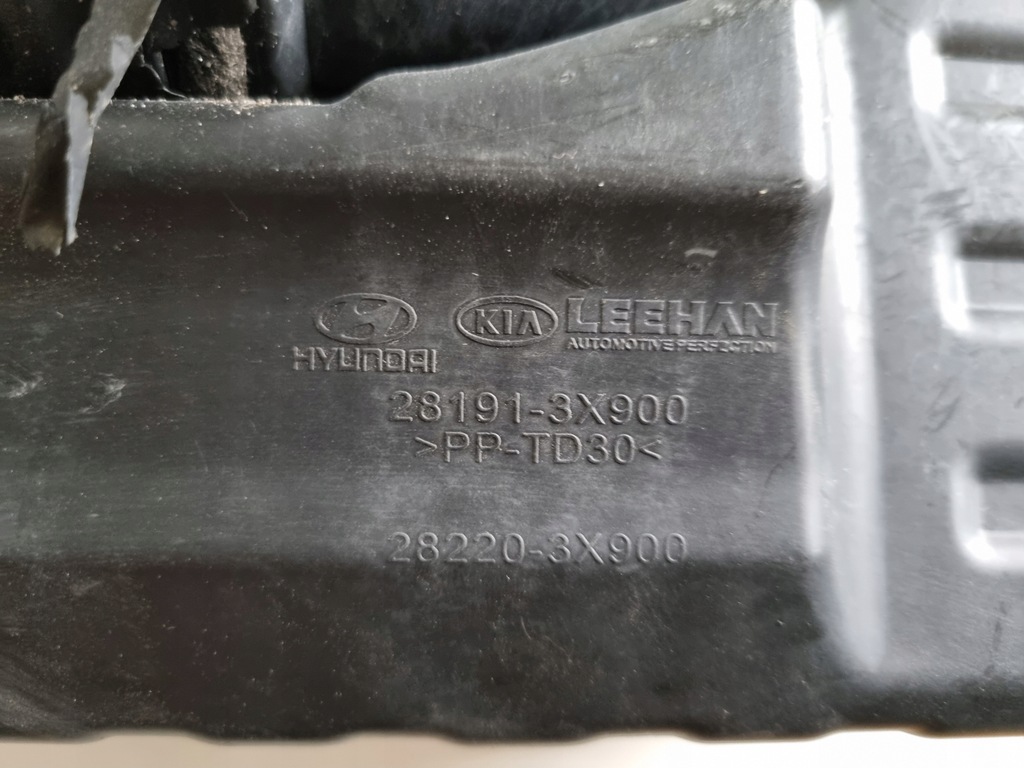 HYUNDAI
KIA LEEHAN
AUTOMOTIVE PERFECTION
28191-3X900
>PP-TD30<
28220-3X900